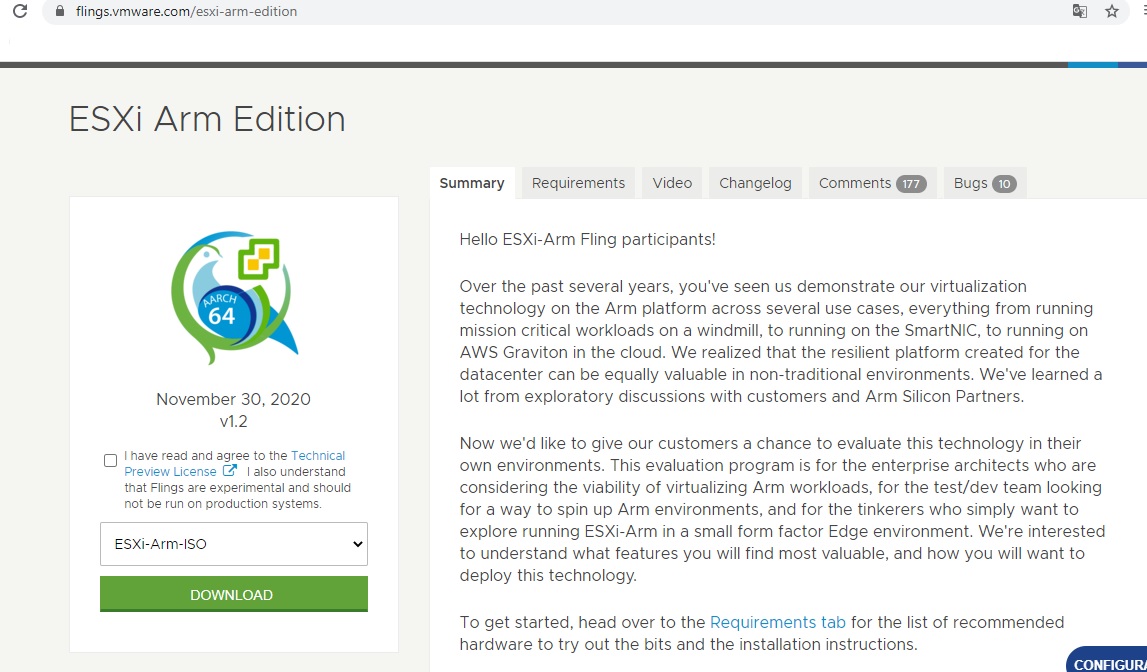 flings.vmware.com/esxi-arm-edition
ESXi Arm Edition
Summary Requirements Video Changelog Comments 177 Bugs 10
AARCH
64
November 30, 2020
v1.2
I have read and agree to the Technical
Preview License I also understand
that Flings are experimental and should
not be run on production systems.
ESXi-Arm-ISO
DOWNLOAD
Hello ESXi-Arm Fling participants!
Over the past several years, you've seen us demonstrate our virtualization
technology on the Arm platform across several use cases, everything from running
mission critical workloads on a windmill, to running on the SmartNIC, to running on
AWS Graviton in the cloud. We realized that the resilient platform created for the
datacenter can be equally valuable in non-traditional environments. We've learned a
lot from exploratory discussions with customers and Arm Silicon Partners.
Now we'd like to give our customers a chance to evaluate this technology in their
own environments. This evaluation program is for the enterprise architects who are
considering the viability of virtualizing Arm workloads, for the test/dev team looking
for a way to spin up Arm environments, and for the tinkerers who simply want to
explore running ESXi-Arm in a small form factor Edge environment. We're interested
to understand what features you will find most valuable, and how you will want to
deploy this technology.
To get started, head over to the Requirements tab for the list of recommended
hardware to try out the bits and the installation instructions.